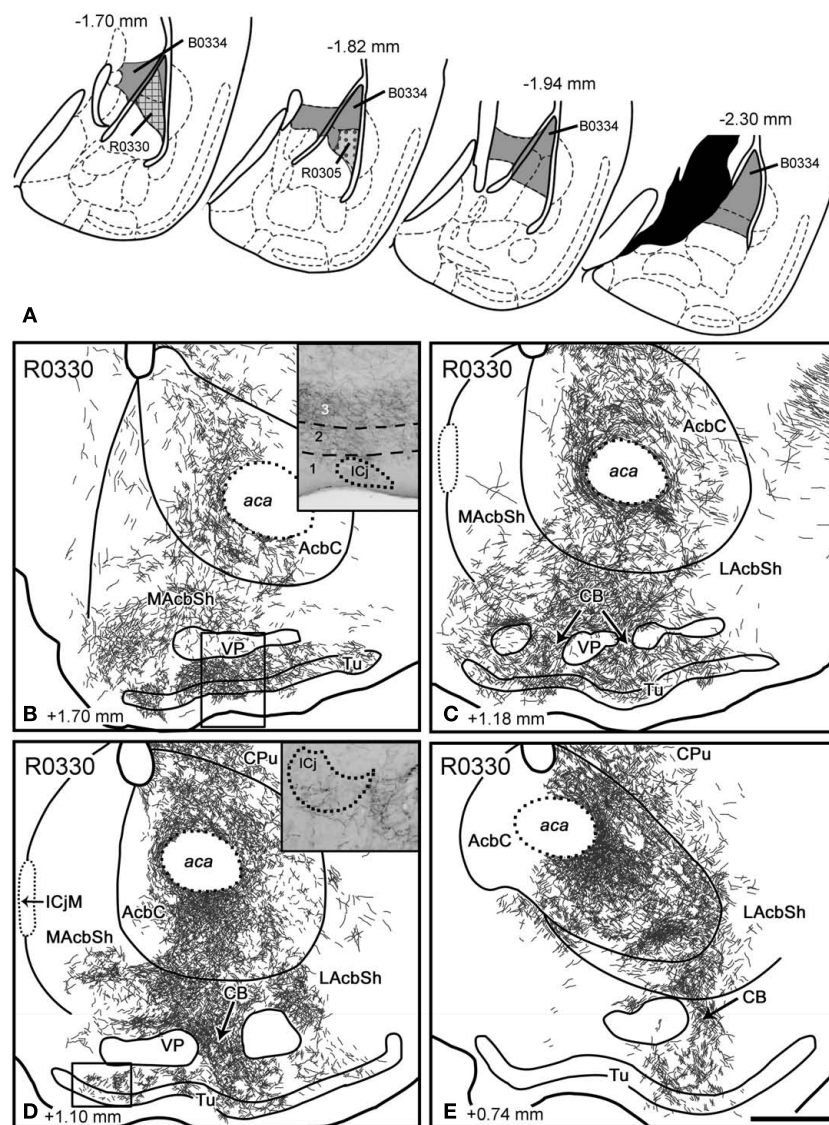 -1.70 mm
B0334
R0330
-1.82 mm
B0334
R0305
-1.94 mm
B0334
-2.30 mm
B0334
A
R0330
3
2
1
ICj
aca
AcbC
MAcbSh
VP
Tu
B
+1.70 mm
R0330
AcbC
aca
MAcbSh
LAcbSh
CB
VP
Tu
C
+1.18 mm
R0330
CPu
ICj
aca
ICjM
AcbC
MAcbSh
LAcbSh
CB
VP
Tu
D
+1.10 mm
R0330
CPu
aca
AcbC
LAcbSh
CB
Tu
E
+0.74 mm